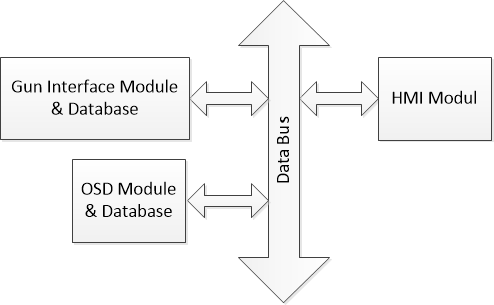 Gun Interface Module
& Database
HMI Modul
Data Bus
OSD Module
& Database